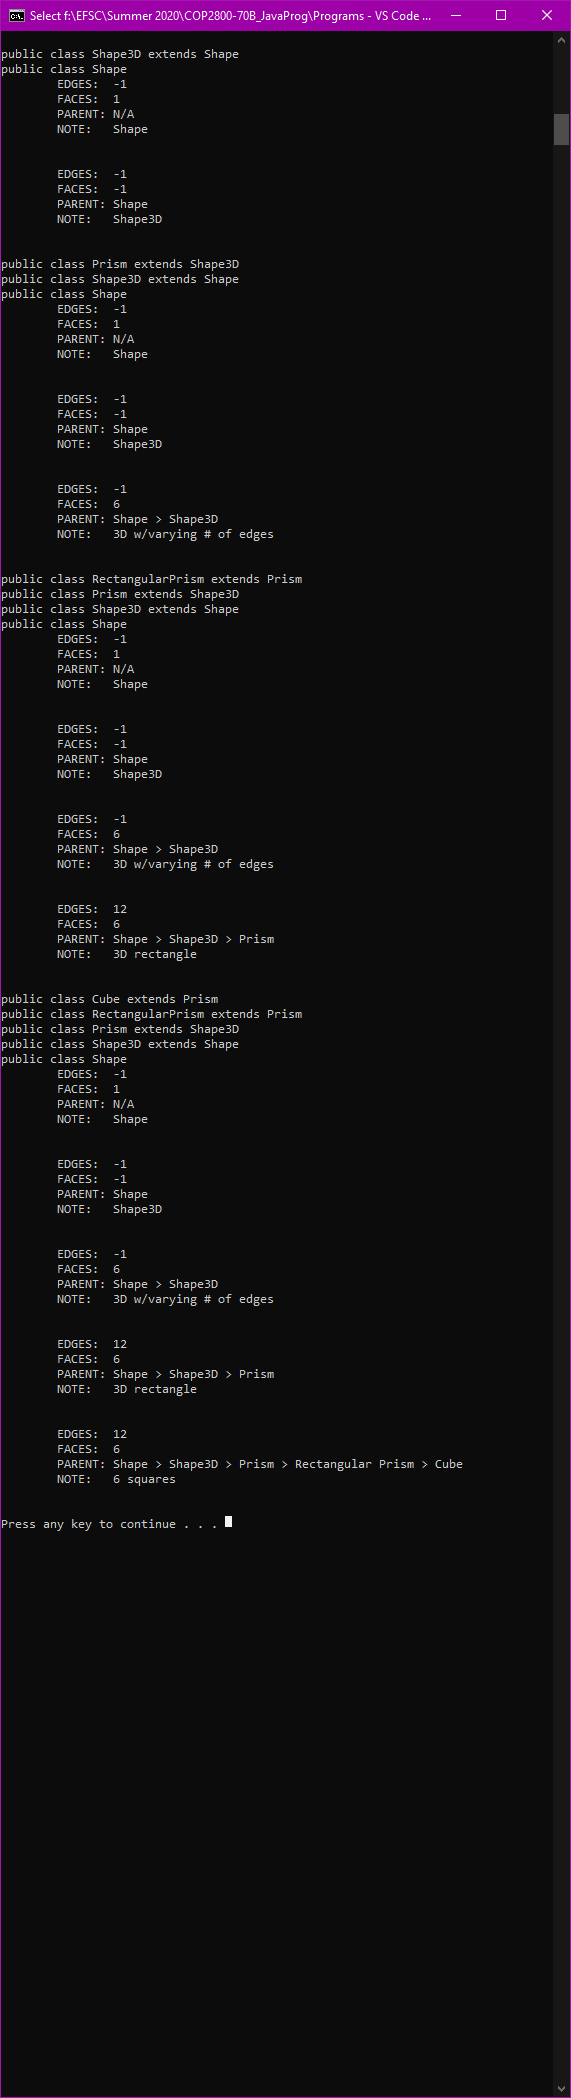 Select f:\EFSC\Summer 2020\COP2800-70B_JavaProg\Programs - VS Code ...
public class Shape3D extends Shape
public class Shape
EDGES: -1
FACES: 1
PARENT: N/A
NOTE: Shape
EDGES: -1
FACES: -1
PARENT: Shape
NOTE: Shape3D
public class Prism extends Shape3D
public class Shape3D extends Shape
public class Shape
EDGES: -1
FACES: 1
PARENT: N/A
NOTE: Shape
EDGES: -1
FACES: -1
PARENT: Shape
NOTE: Shape3D
EDGES: -1
FACES: 6
PARENT: Shape > Shape3D
NOTE: 3D w/varying # of edges
public class RectangularPrism extends Prism
public class Prism extends Shape3D
public class Shape3D extends Shape
public class Shape
EDGES: -1
FACES: 1
PARENT: N/A
NOTE: Shape
EDGES: -1
FACES: -1
PARENT: Shape
NOTE: Shape3D
EDGES: -1
FACES: 6
PARENT: Shape > Shape3D
NOTE: 3D w/varying # of edges
EDGES: 12
FACES: 6
PARENT: Shape > Shape3D > Prism
NOTE: 3D rectangle
public class Cube extends Prism
public class RectangularPrism extends Prism
public class Prism extends Shape3D
public class Shape3D extends Shape
public class Shape
EDGES: -1
FACES: 1
PARENT: N/A
NOTE: Shape
EDGES: -1
FACES: -1
PARENT: Shape
NOTE: Shape3D
EDGES: -1
FACES: 6
PARENT: Shape > Shape3D
NOTE: 3D w/varying # of edges
EDGES: 12
FACES: 6
PARENT: Shape > Shape3D > Prism
NOTE: 3D rectangle
EDGES: 12
FACES: 6
PARENT: Shape > Shape3D > Prism > Rectangular Prism > Cube
NOTE: 6 squares
Press any key to continue . . .